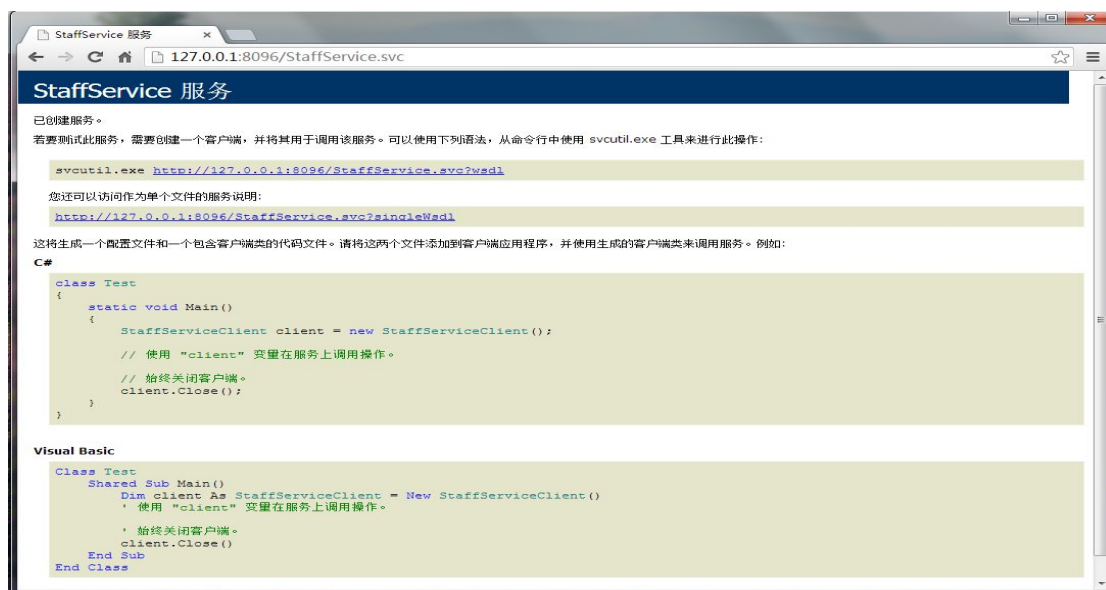 StaffService 服务
127.0.0.1:8096/StaffService.svc
StaffService 服务
已创建服务。
若要测试此服务，需要创建一个客户端，并将其用于调用该服务。可以使用下列语法，从命令行中使用 svcutil.exe 工具来进行此操作:
svcutil.exe http://127.0.0.1:8096/StaffService.svc?wsdl
您还可以访问作为单个文件的服务说明:
http://127.0.0.1:8096/StaffService.svc?singleWsdl
这将生成一个配置文件和一个包含客户端类的代码文件。请将这两个文件添加到客户端应用程序，并使用生成的客户端类来调用服务。例如:
C#
class Test
{
static void Main()
{
StaffServiceClient client = new StaffServiceClient();
// 使用 "client" 变量在服务上调用操作。
// 始终关闭客户端。
client.Close();
}
}
Visual Basic
Class Test
Shared Sub Main()
Dim client As StaffServiceClient = New StaffServiceClient()
' 使用 "client" 变量在服务上调用操作。
' 始终关闭客户端。
client.Close()
End Sub
End Class